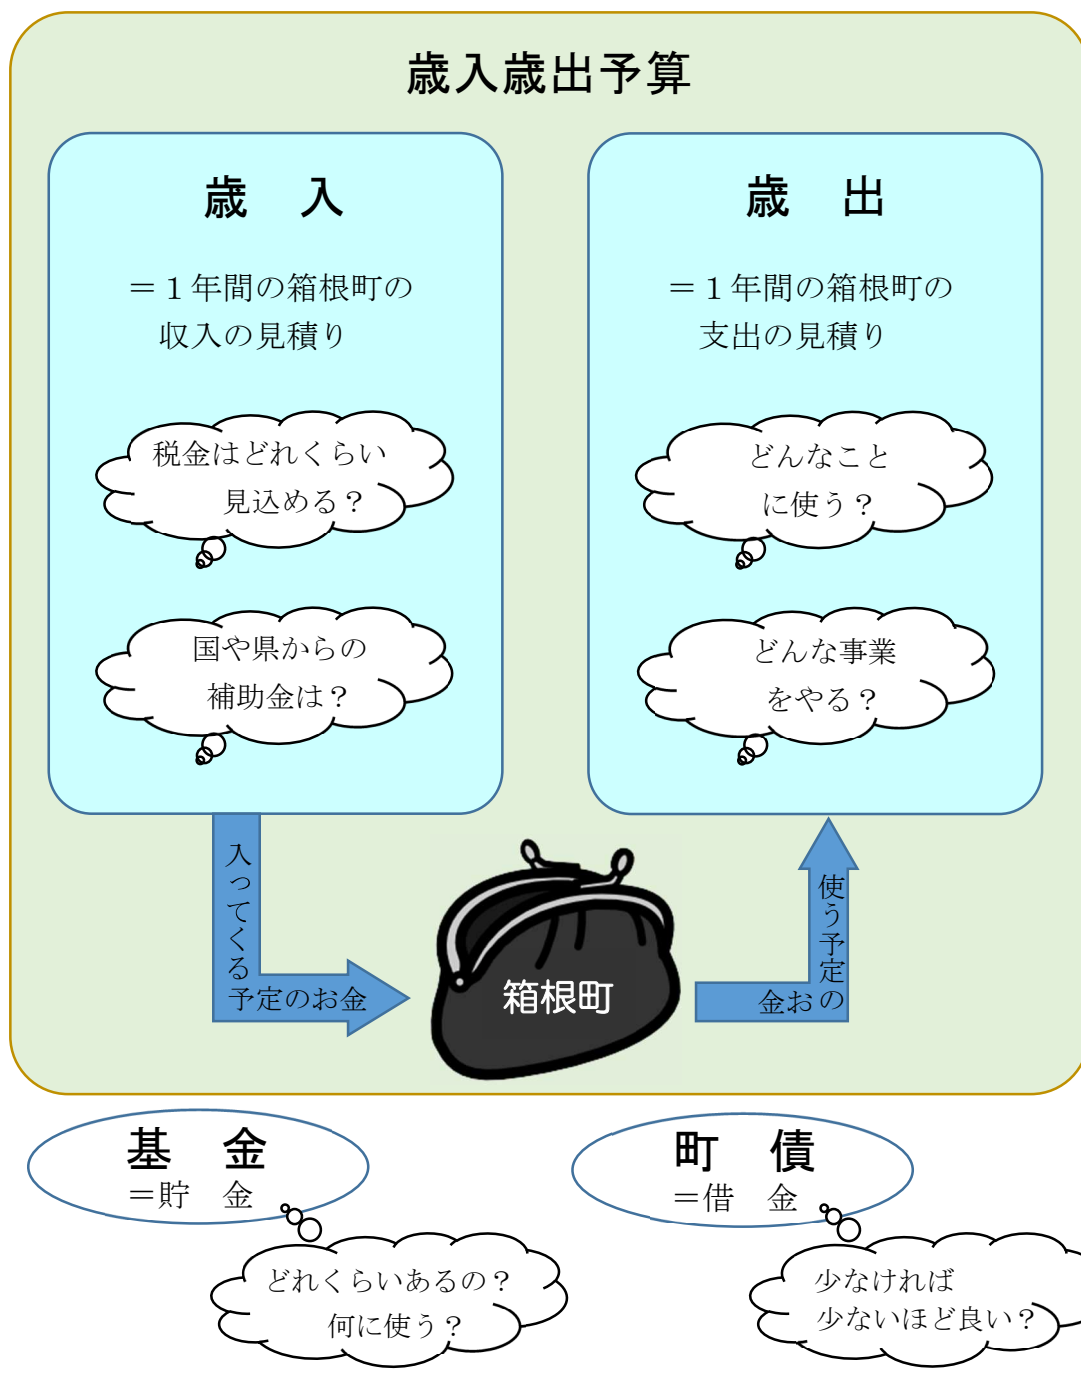 歳入歳出予算
歳　入
＝１年間の箱根町の
収入の見積り
税金はどれくらい
見込める？
国や県からの
補助金は？
歳　出
＝１年間の箱根町の
支出の見積り
どんなこと
に使う？
どんな事業
をやる？
入ってくる
予定のお金
箱根町
使う予定の
お金
基　金
＝貯　金
どれくらいあるの？
何に使う？
町　債
＝借　金
少なければ
少ないほど良い？